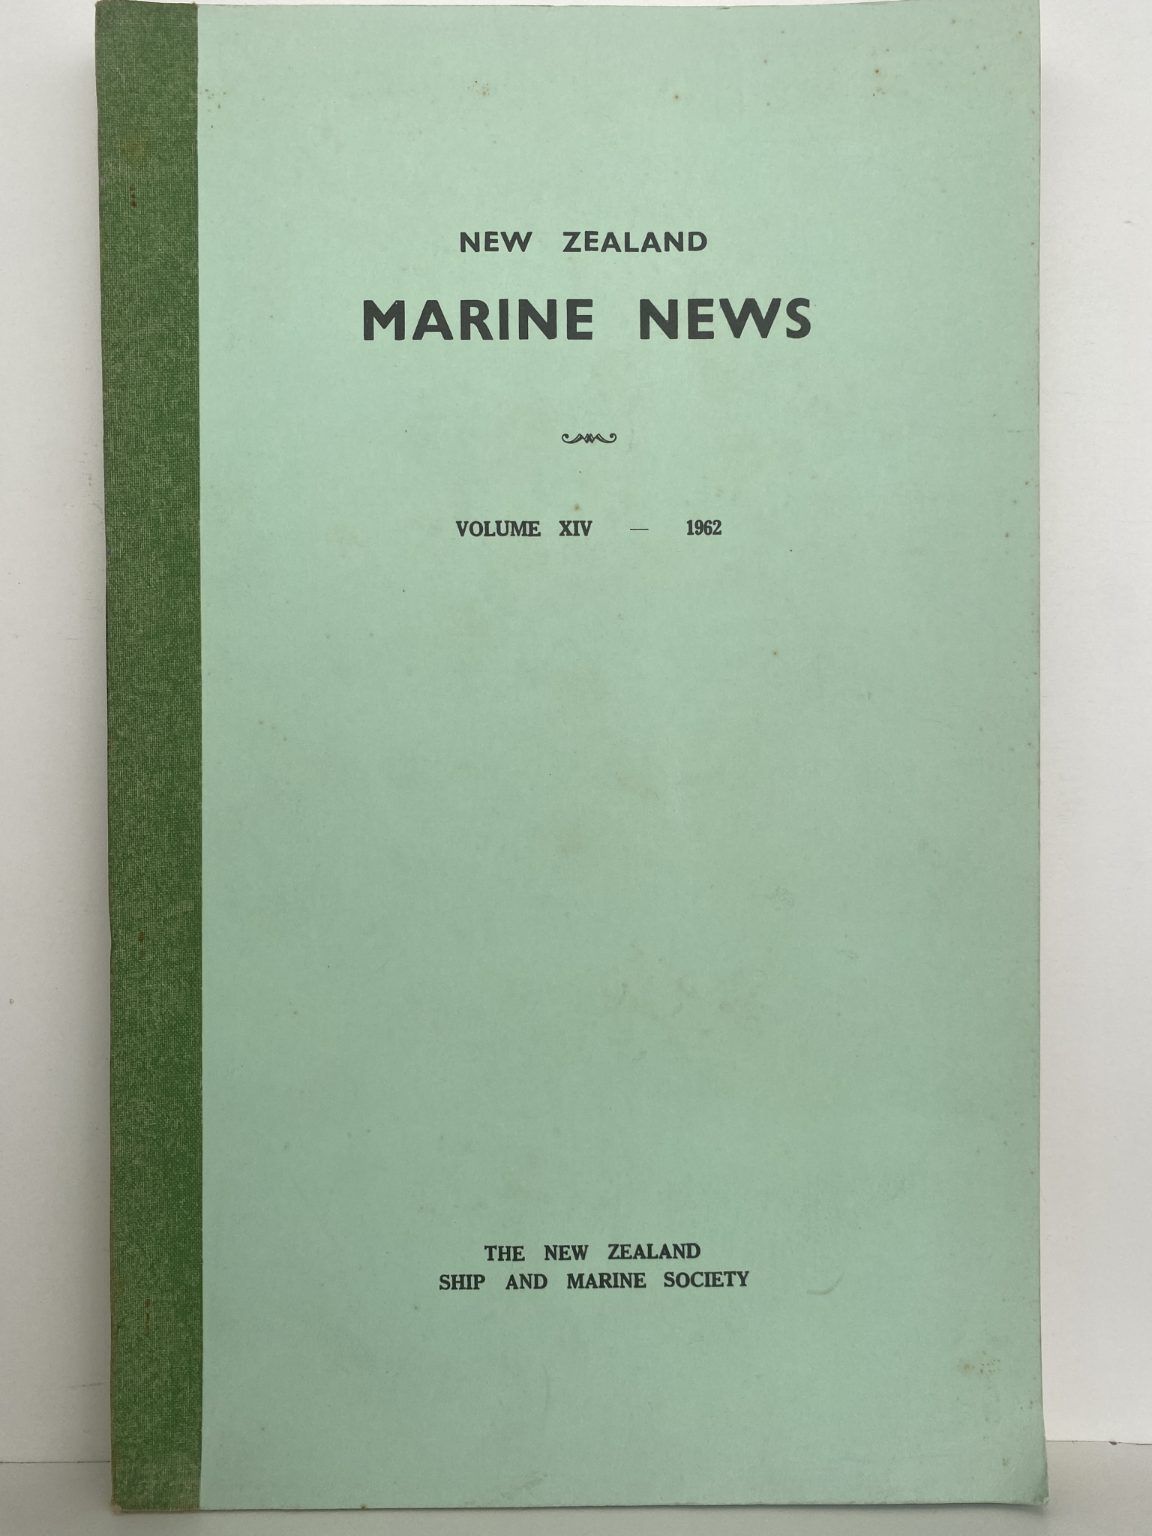 NEW ZEALAND
MARINE NEWS
VOLUME XIV — 1962
THE NEW ZEALAND
SHIP AND MARINE SOCIETY